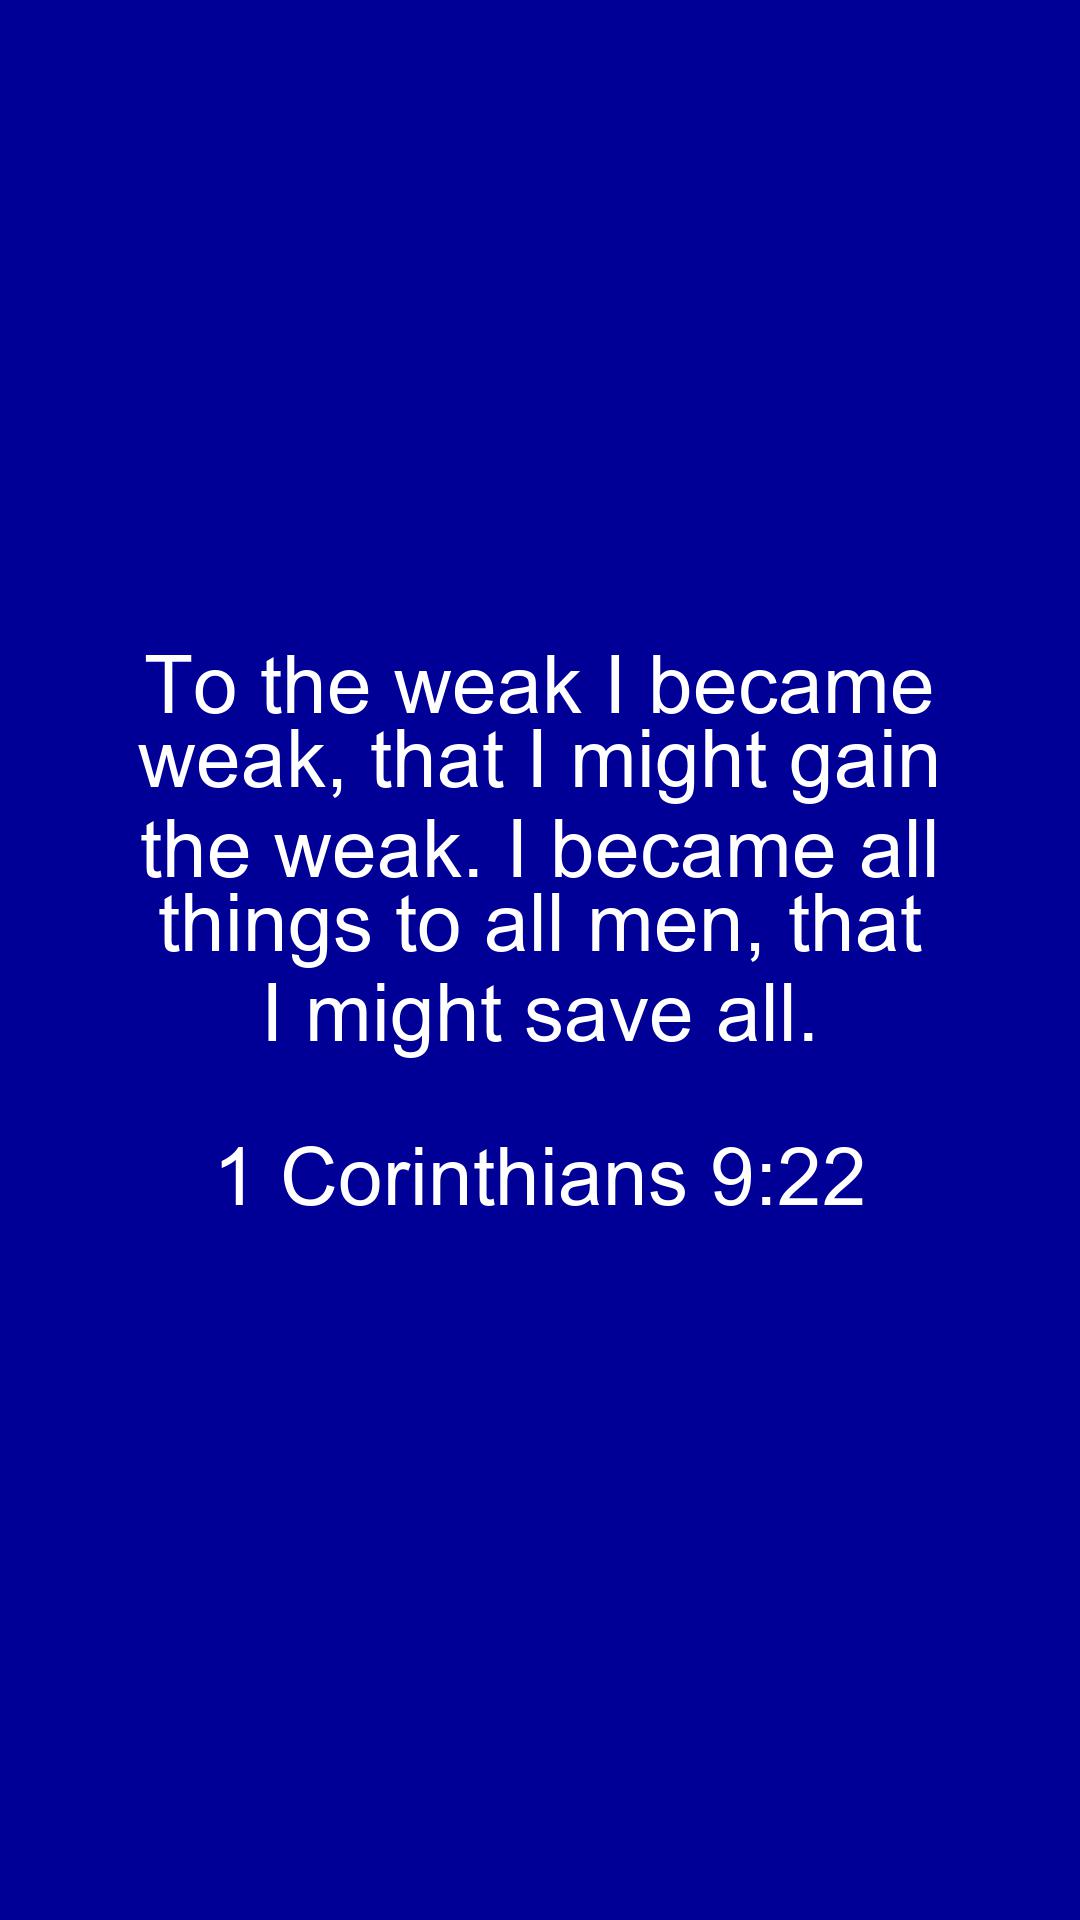 To the weak I became
weak, that I might gain
the weak. I became all
things to all men, that
I might save all.
1 Corinthians 9:22